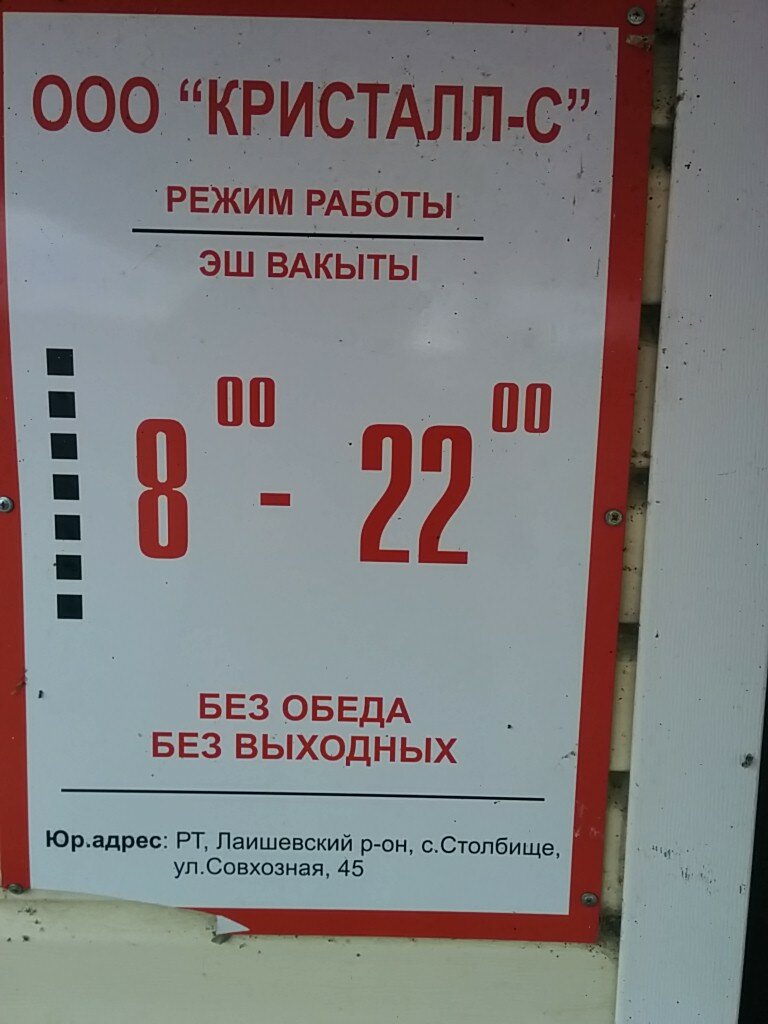 ООО “КРИСТАЛЛ-С”
РЕЖИМ РАБОТЫ
ЭШ ВАКЫТЫ
8 00 - 22 00
БЕЗ ОБЕДА
БЕЗ ВЫХОДНЫХ
Юр.адрес: РТ, Лаишевский р-он, с.Столбище,
ул.Совхозная, 45